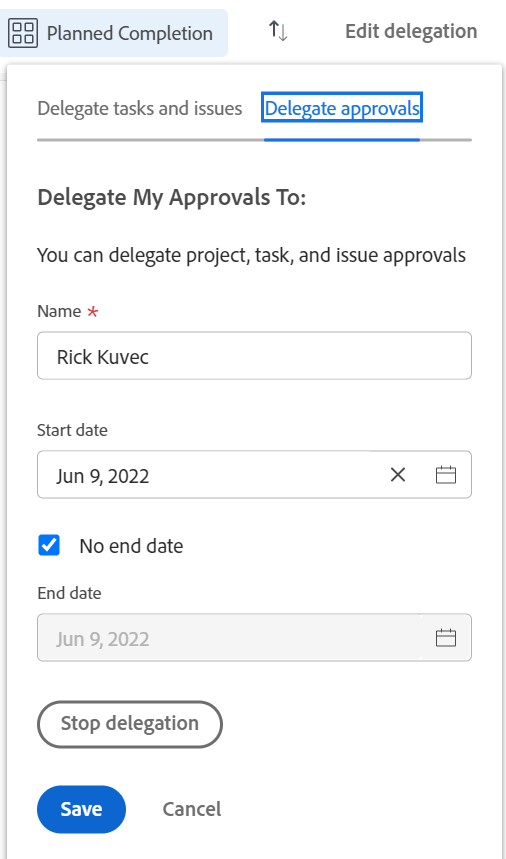 Planned Completion
Edit delegation
Delegate tasks and issues
Delegate approvals
Delegate My Approvals To:
You can delegate project, task, and issue approvals
Name *
Rick Kuvec
Start date
Jun 9, 2022
No end date
End date
Jun 9, 2022
Stop delegation
Save
Cancel